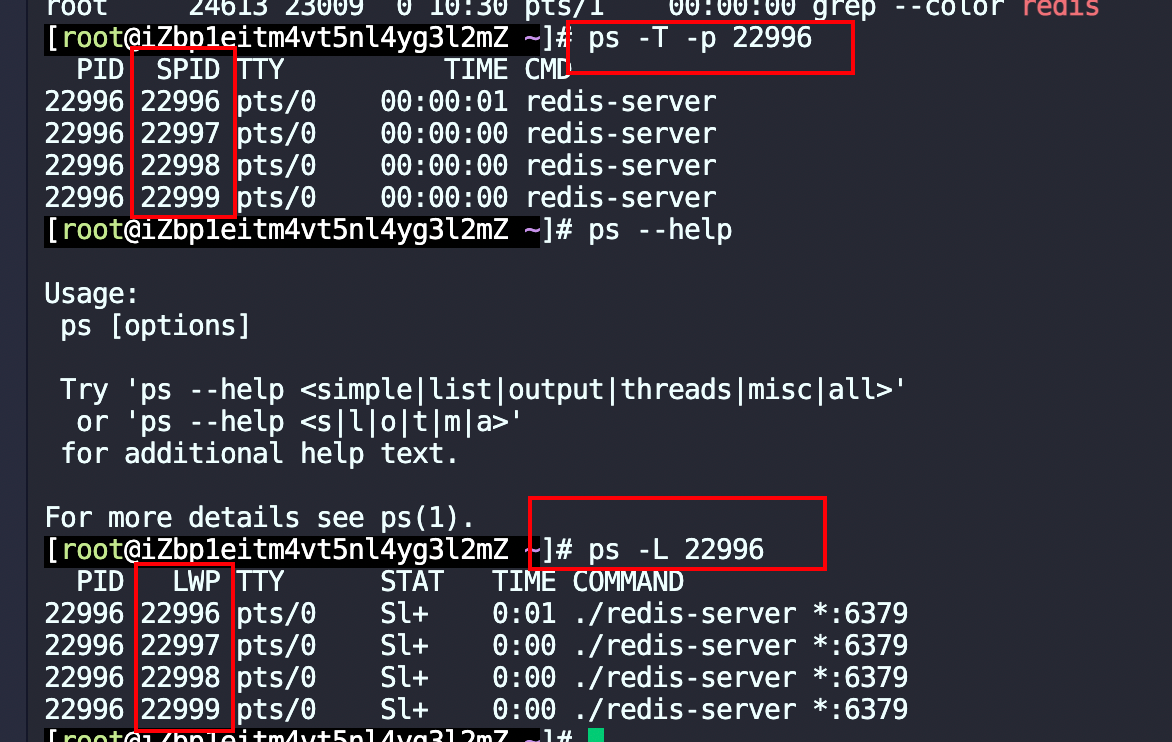 root     24613 23009  0 10:30 pts/1    00:00:00 grep --color redis
[root@iZbp1eitm4vt5nl4yg3l2mZ ~]# ps -T -p 22996
  PID  SPID TTY          TIME CMD
22996 22996 pts/0    00:00:01 redis-server
22996 22997 pts/0    00:00:00 redis-server
22996 22998 pts/0    00:00:00 redis-server
22996 22999 pts/0    00:00:00 redis-server
[root@iZbp1eitm4vt5nl4yg3l2mZ ~]# ps --help
Usage:
 ps [options]
 Try 'ps --help <simple|list|output|threads|misc|all>'
  or 'ps --help <s|l|o|t|m|a>'
 for additional help text.
For more details see ps(1).
[root@iZbp1eitm4vt5nl4yg3l2mZ ~]# ps -L 22996
  PID   LWP TTY      STAT   TIME COMMAND
22996 22996 pts/0    Sl+    0:01 ./redis-server *:6379
22996 22997 pts/0    Sl+    0:00 ./redis-server *:6379
22996 22998 pts/0    Sl+    0:00 ./redis-server *:6379
22996 22999 pts/0    Sl+    0:00 ./redis-server *:6379
[root@iZbp1eitm4vt5nl4yg3l2mZ ~]#